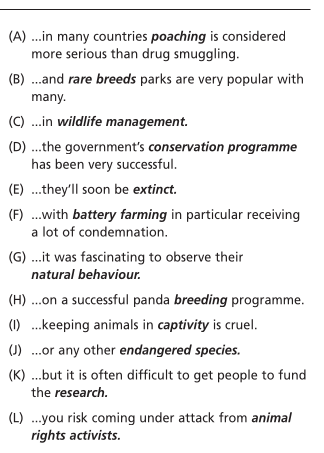 (A) ...in many countries poaching is considered
more serious than drug smuggling.
(B) ...and rare breeds parks are very popular with
many.
(C) ...in wildlife management.
(D) ...the government's conservation programme
has been very successful.
(E) ...they'll soon be extinct.
(F) ...with battery farming in particular receiving
a lot of condemnation.
(G) ...it was fascinating to observe their
natural behaviour.
(H) ...on a successful panda breeding programme.
(I) ...keeping animals in captivity is cruel.
(J) ...or any other endangered species.
(K) ...but it is often difficult to get people to fund
the research.
(L) ...you risk coming under attack from animal
rights activists.